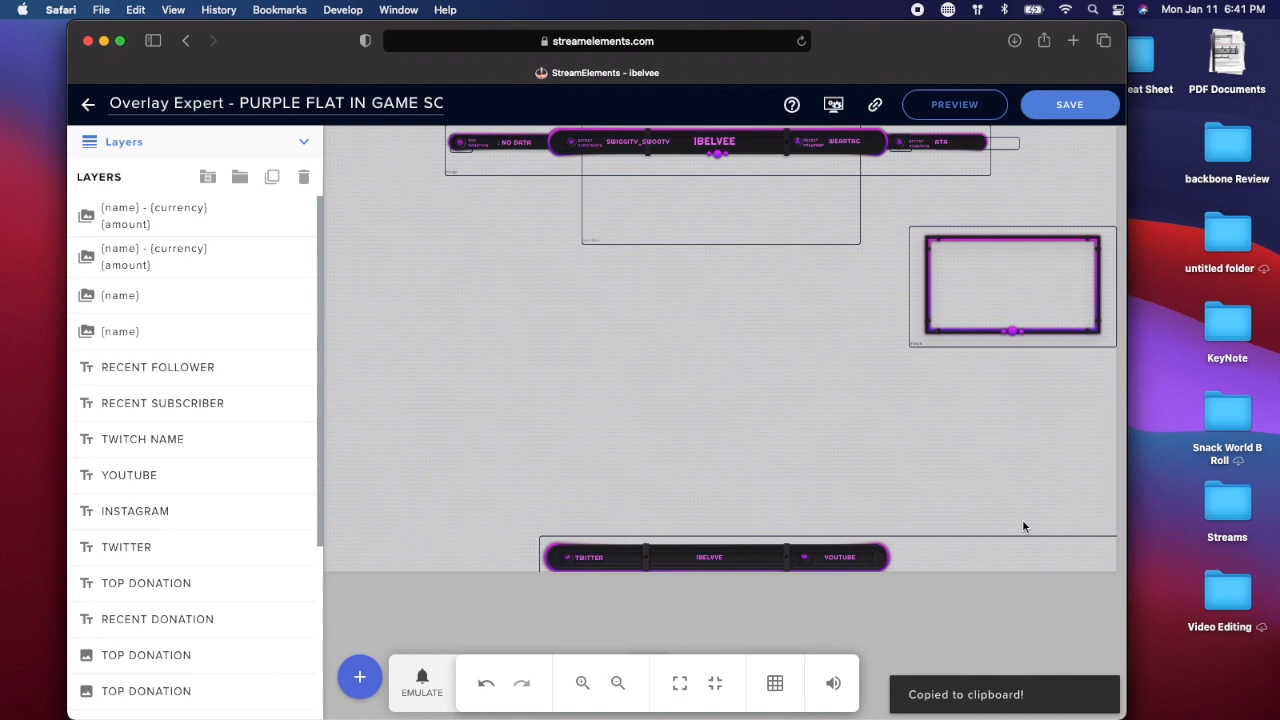 Safari File Edit View History Bookmarks Develop Window Help
Mon Jan 11 6:41 PM
streamelements.com
StreamElements - ibelvee
Overlay Expert - PURPLE FLAT IN GAME SC
PREVIEW
SAVE
Layers
LAYERS
{name} - {currency}
{amount}
{name} - {currency}
{amount}
{name}
{name}
RECENT FOLLOWER
RECENT SUBSCRIBER
TWITCH NAME
YOUTUBE
INSTAGRAM
TWITTER
TOP DONATION
RECENT DONATION
TOP DONATION
TOP DONATION
: NO DATA
SWIGGITY_SWOOTY
IBELVEE
WEARTAG
ATA
TWITTER
YOUTUBE
EMULATE
Copied to clipboard!
eat Sheet
PDF Documents
backbone Review
untitled folder
KeyNote
Snack World B
Roll
Streams
Video Editing